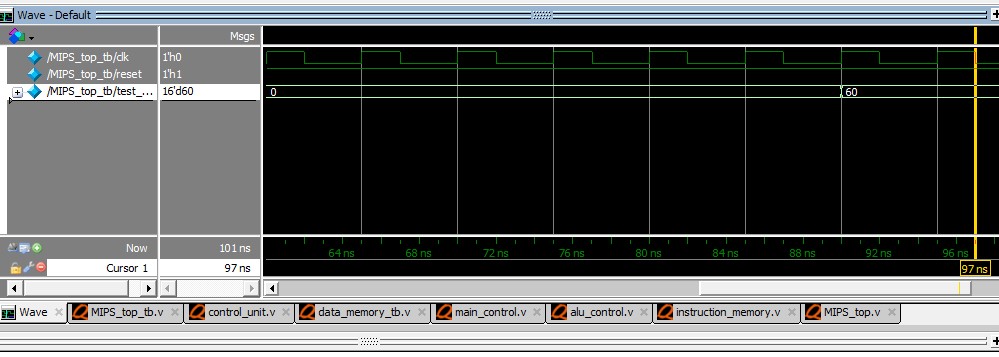 Wave - Default
Msgs
/MIPS_top_tb/clk 1'h0
/MIPS_top_tb/reset 1'h1
/MIPS_top_tb/test_... 16'd60 0 60
Now 101 ns 64 ns 68 ns 72 ns 76 ns 80 ns 84 ns 88 ns 92 ns 96 ns
Cursor 1 97 ns 97 ns
Wave MIPS_top_tb.v control_unit.v data_memory_tb.v main_control.v alu_control.v instruction_memory.v MIPS_top.v